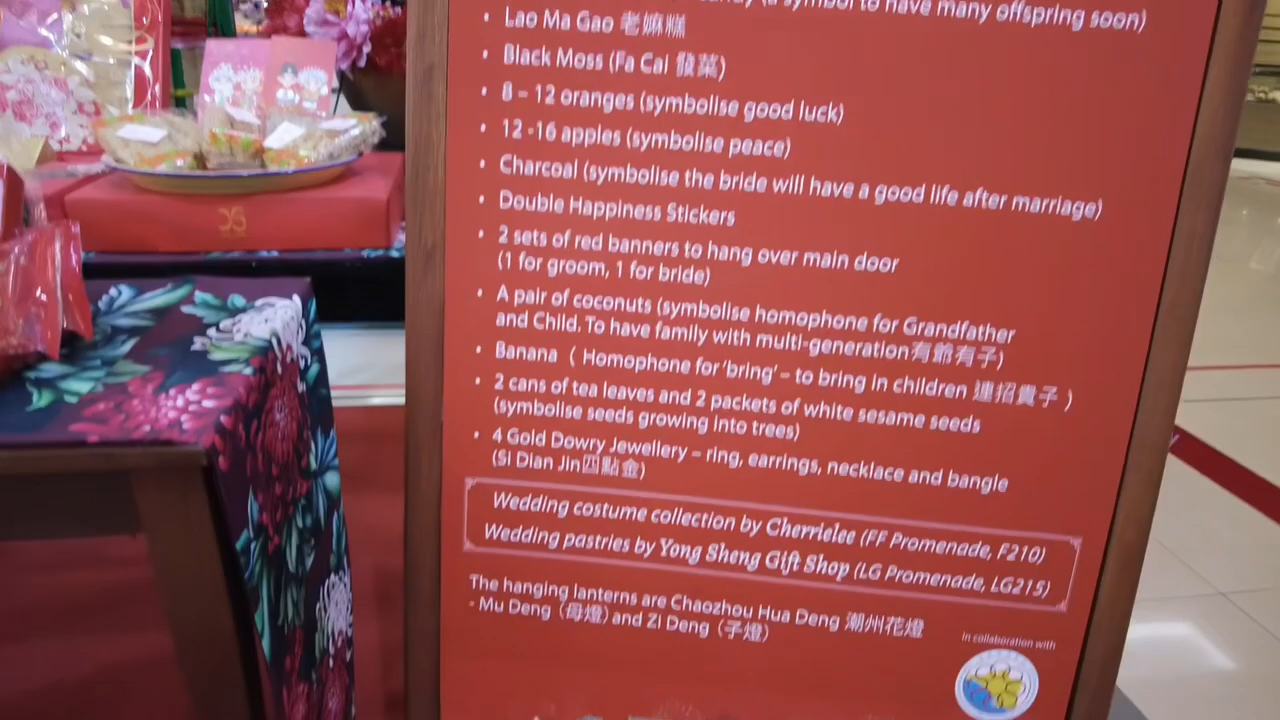 (a symbol to have many offspring soon)
• Lao Ma Gao 老嫲糕
• Black Moss (Fa Cai 發菜)
• 8 – 12 oranges (symbolise good luck)
• 12 -16 apples (symbolise peace)
• Charcoal (symbolise the bride will have a good life after marriage)
• Double Happiness Stickers
• 2 sets of red banners to hang over main door
(1 for groom, 1 for bride)
• A pair of coconuts (symbolise homophone for Grandfather
and Child. To have family with multi-generation有爺有子)
• Banana ( Homophone for 'bring' – to bring in children 連招貴子 )
• 2 cans of tea leaves and 2 packets of white sesame seeds
(symbolise seeds growing into trees)
• 4 Gold Dowry Jewellery – ring, earrings, necklace and bangle
(Si Dian Jin四點金)
Wedding costume collection by Cherrielee (FF Promenade, F210)
Wedding pastries by Yong Sheng Gift Shop (LG Promenade, LG215)
The hanging lanterns are Chaozhou Hua Deng 潮州花燈
- Mu Deng (母燈) and Zi Deng (子燈)
In collaboration with